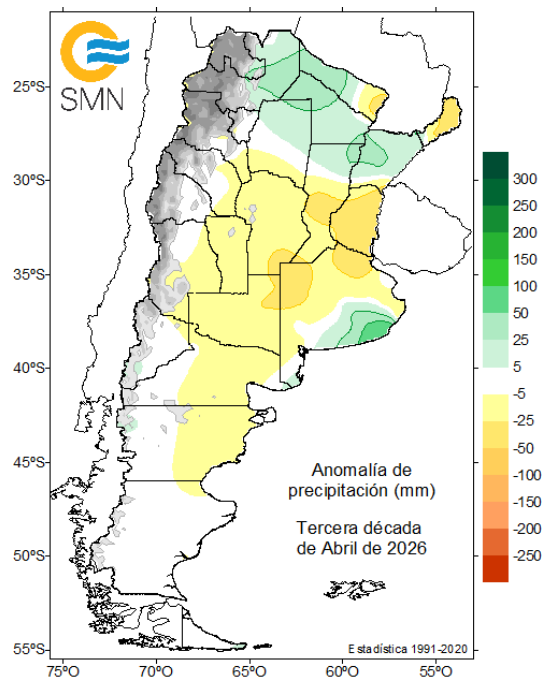 SMN
25ºS
30ºS
35ºS
40ºS
45ºS
50ºS
55ºS
75ºO
70ºO
65ºO
60ºO
55ºO
300
250
200
150
100
50
25
5
-5
-25
-50
-100
-150
-200
-250
Anomalía de
precipitación (mm)
Tercera década
de Abril de 2026
Estadística 1991-2020